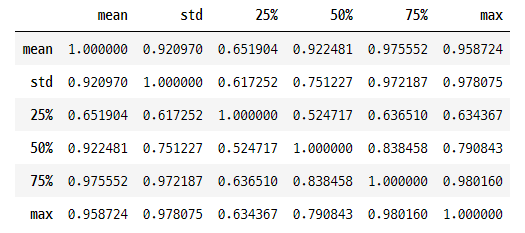 mean std 25% 50% 75% max
mean 1.000000 0.920970 0.651904 0.922481 0.975552 0.958724
std 0.920970 1.000000 0.617252 0.751227 0.972187 0.978075
25% 0.651904 0.617252 1.000000 0.524717 0.636510 0.634367
50% 0.922481 0.751227 0.524717 1.000000 0.838458 0.790843
75% 0.975552 0.972187 0.636510 0.838458 1.000000 0.980160
max 0.958724 0.978075 0.634367 0.790843 0.980160 1.000000